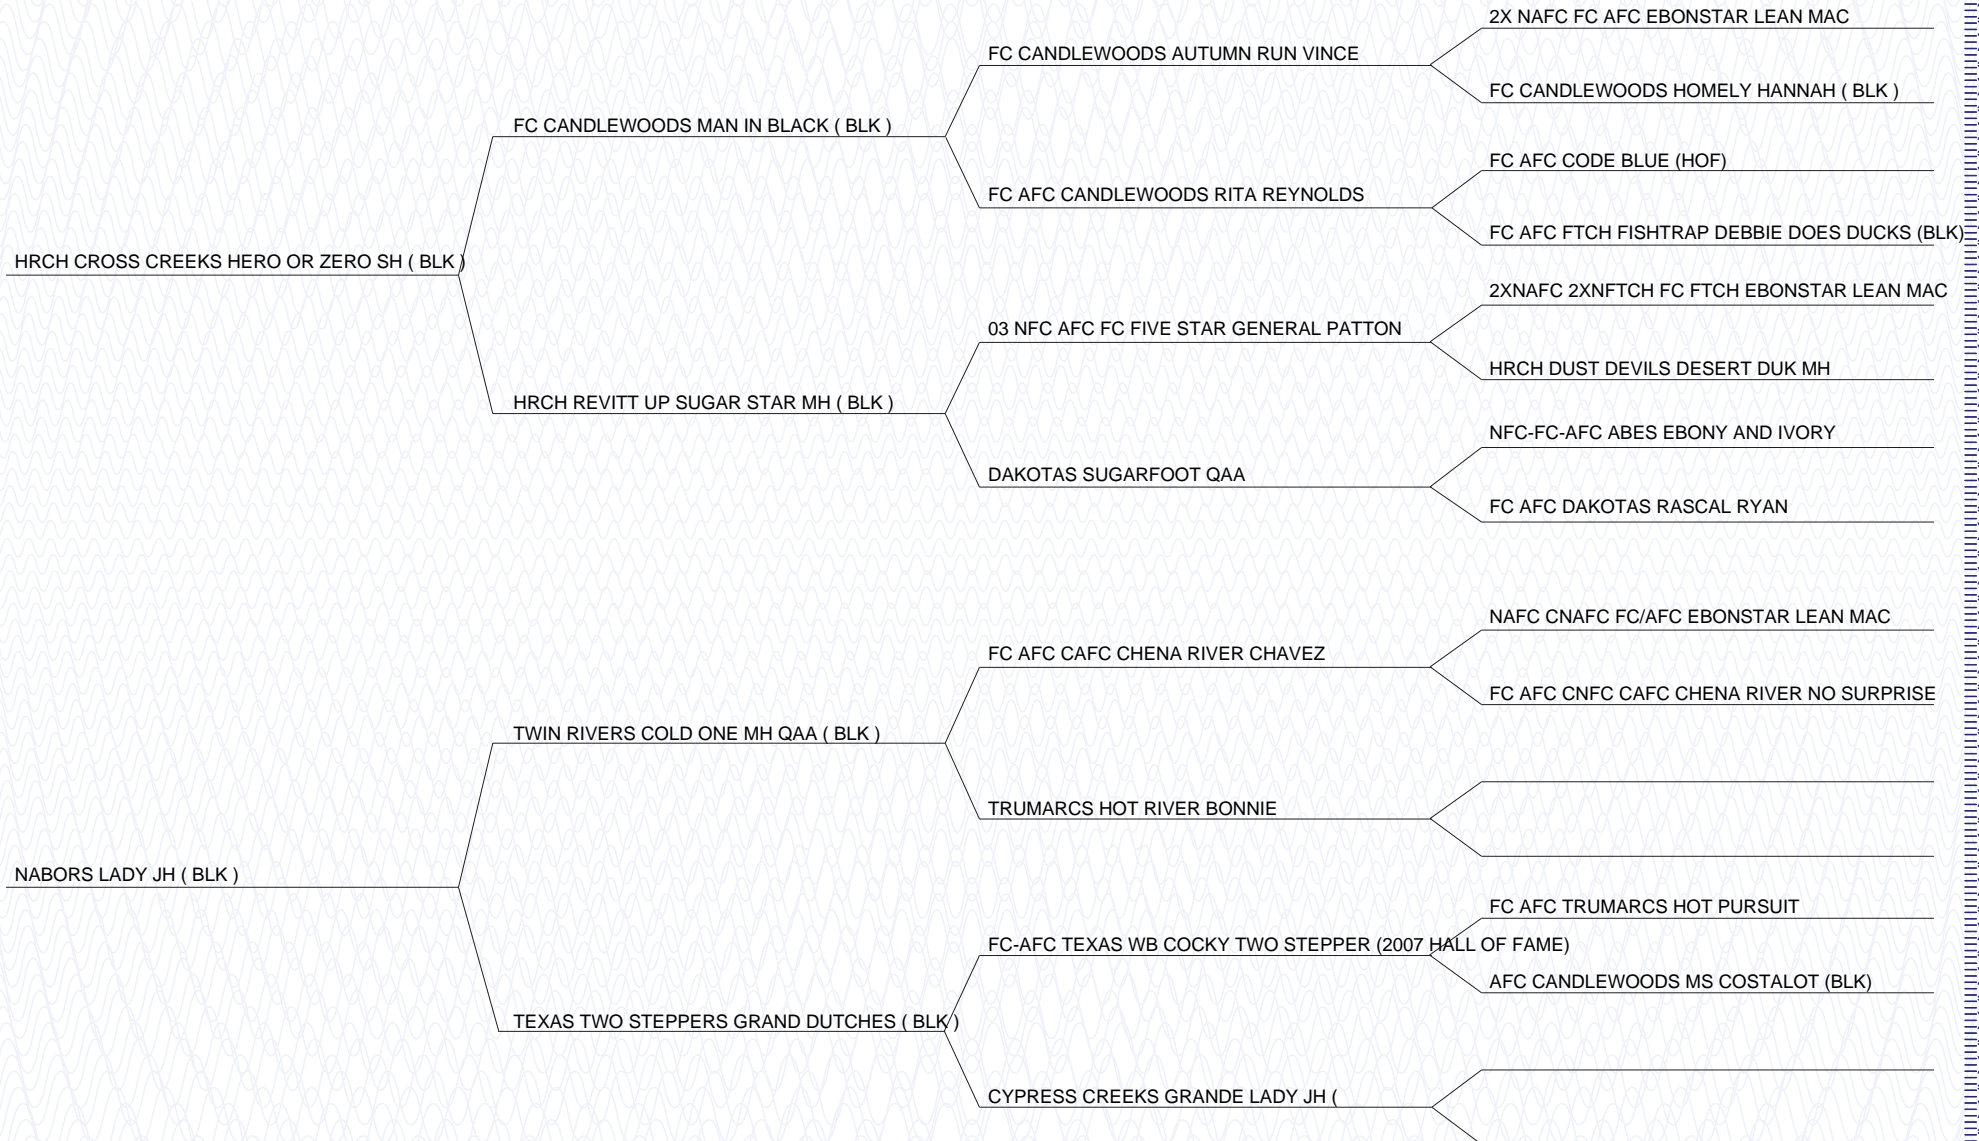 2X NAFC FC AFC EBONSTAR LEAN MAC
FC CANDLEWOODS AUTUMN RUN VINCE
FC CANDLEWOODS HOMELY HANNAH ( BLK )
FC CANDLEWOODS MAN IN BLACK ( BLK )
FC AFC CODE BLUE (HOF)
FC AFC CANDLEWOODS RITA REYNOLDS
FC AFC FTCH FISHTRAP DEBBIE DOES DUCKS (BLK)
HRCH CROSS CREEKS HERO OR ZERO SH ( BLK )
2XNAFC 2XNFTCH FC FTCH EBONSTAR LEAN MAC
03 NFC AFC FC FIVE STAR GENERAL PATTON
HRCH DUST DEVILS DESERT DUK MH
HRCH REVITT UP SUGAR STAR MH ( BLK )
NFC-FC-AFC ABES EBONY AND IVORY
DAKOTAS SUGARFOOT QAA
FC AFC DAKOTAS RASCAL RYAN
NAFC CNAFC FC/AFC EBONSTAR LEAN MAC
FC AFC CAFC CHENA RIVER CHAVEZ
FC AFC CNFC CAFC CHENA RIVER NO SURPRISE
TWIN RIVERS COLD ONE MH QAA ( BLK )
TRUMARCS HOT RIVER BONNIE
NABORS LADY JH ( BLK )
FC AFC TRUMARCS HOT PURSUIT
FC-AFC TEXAS WB COCKY TWO STEPPER (2007 HALL OF FAME)
AFC CANDLEWOODS MS COSTALOT (BLK)
TEXAS TWO STEPPERS GRAND DUTCHES ( BLK )
CYPRESS CREEKS GRANDE LADY JH (